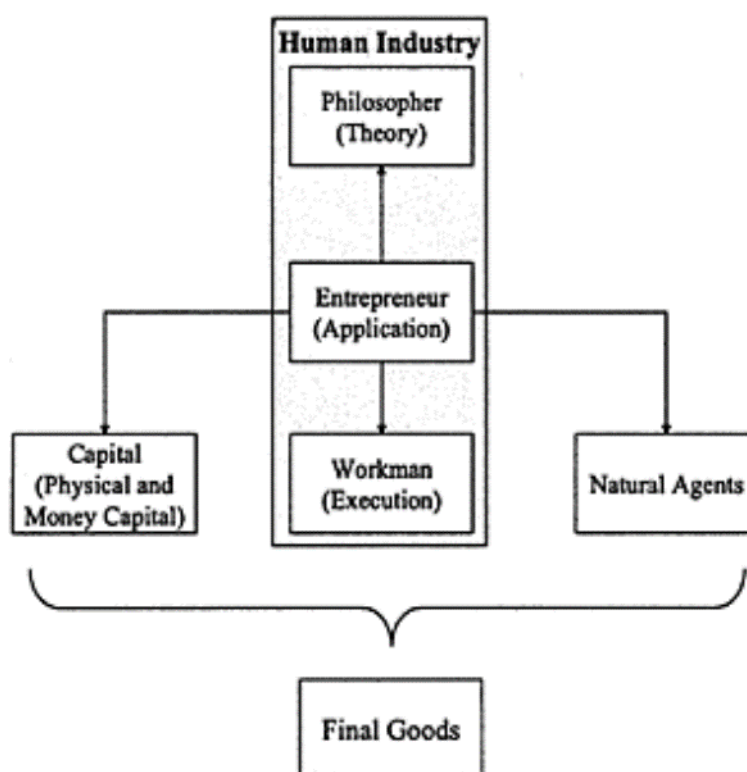 Human Industry
Philosopher
(Theory)
Entrepreneur
(Application)
Capital
(Physical and
Money Capital)
Workman
(Execution)
Natural Agents
Final Goods